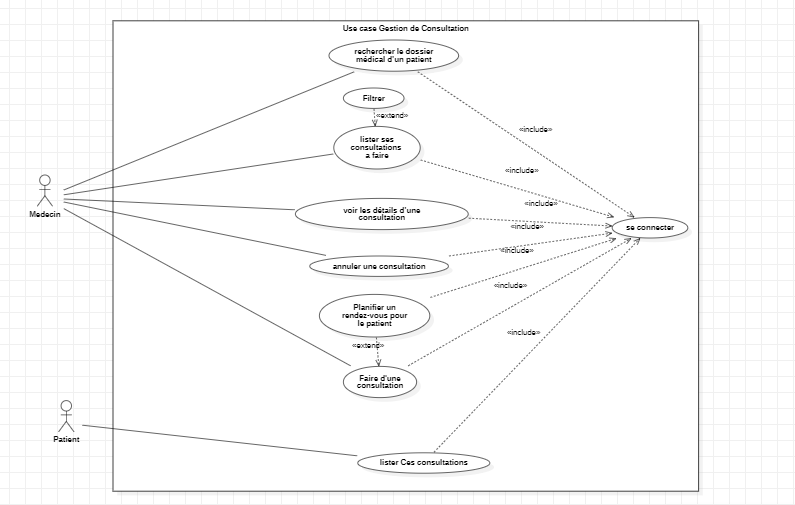 Use case Gestion de Consultation
rechercher le dossier
médical d'un patient
Filtrer
«extend»
«include»
lister ses
consultations
a faire
«include»
Medecin
voir les détails d'une
consultation
«include»
«include»
se connecter
annuler une consultation
«include»
Planifier un
rendez-vous pour
le patient
«include»
«extend»
«include»
Faire d'une
consultation
Patient
lister Ces consultations